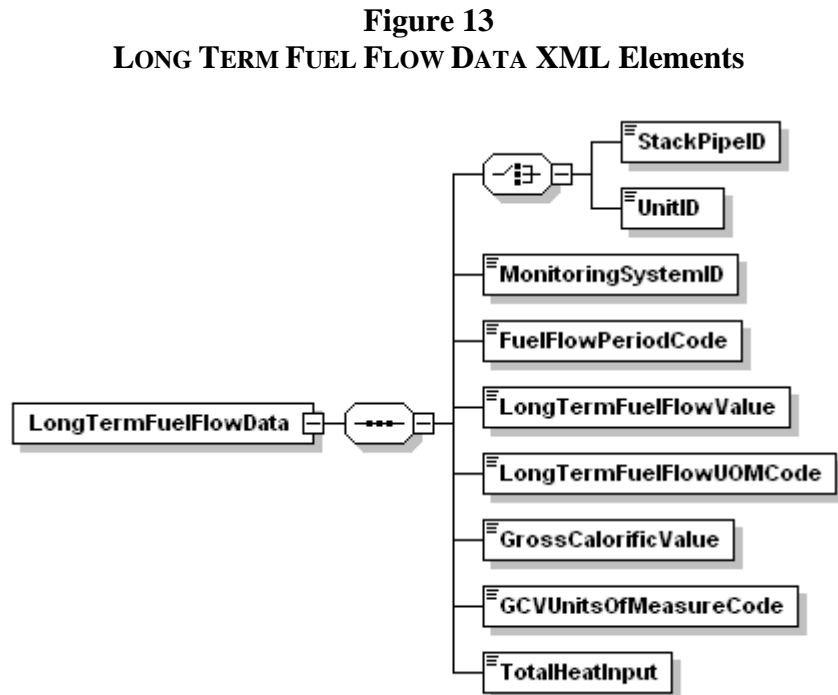 Figure 13
LONG TERM FUEL FLOW DATA XML Elements
StackPipeID
UnitID
MonitoringSystemID
FuelFlowPeriodCode
LongTermFuelFlowData
LongTermFuelFlowValue
LongTermFuelFlowUOMCode
GrossCalorificValue
GCVUnitsOfMeasureCode
TotalHeatInput